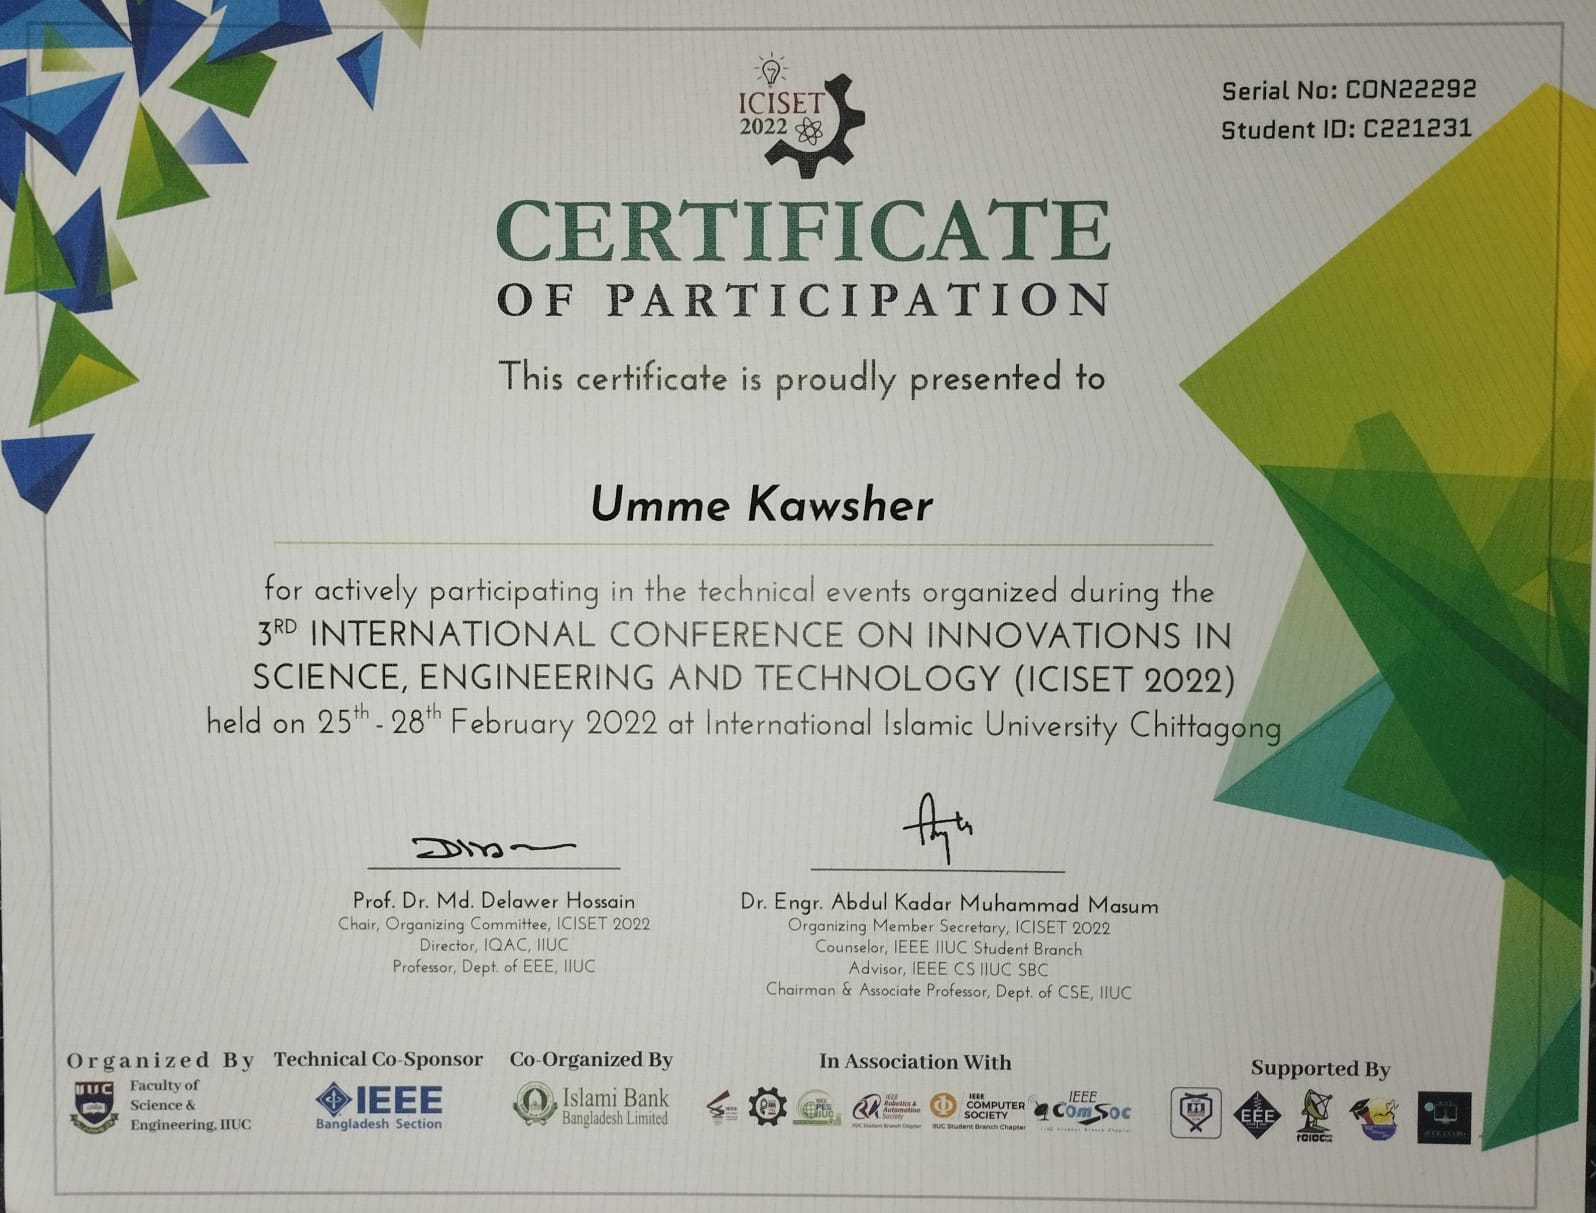 ICISET
2022
Serial No: CON22292
Student ID: C221231
CERTIFICATE
OF PARTICIPATION
This certificate is proudly presented to
Umme Kawsher
for actively participating in the technical events organized during the
3RD INTERNATIONAL CONFERENCE ON INNOVATIONS IN
SCIENCE, ENGINEERING AND TECHNOLOGY (ICISET 2022)
held on 25th - 28th February 2022 at International Islamic University Chittagong
Prof. Dr. Md. Delawer Hossain
Chair, Organizing Committee, ICISET 2022
Director, IQAC, IIUC
Professor, Dept. of EEE, IIUC
Dr. Engr. Abdul Kadar Muhammad Masum
Organizing Member Secretary, ICISET 2022
Counselor, IEEE IIUC Student Branch
Advisor, IEEE CS IIUC SBC
Chairman & Associate Professor, Dept. of CSE, IIUC
Organized By
IIUC
Faculty of
Science &
Engineering, IIUC
Technical Co-Sponsor
IEEE
Bangladesh Section
Co-Organized By
Islami Bank
Bangladesh Limited
In Association With
IEEE
PES
IIUC
IEEE
Robotics &
Automation
Society
IIUC Student Branch Chapter
IEEE
COMPUTER
SOCIETY
IIUC Student Branch Chapter
IEEE
ComSoc
Supported By
EEE